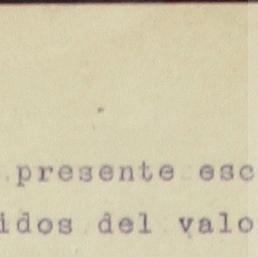 presente esc
idos del valo